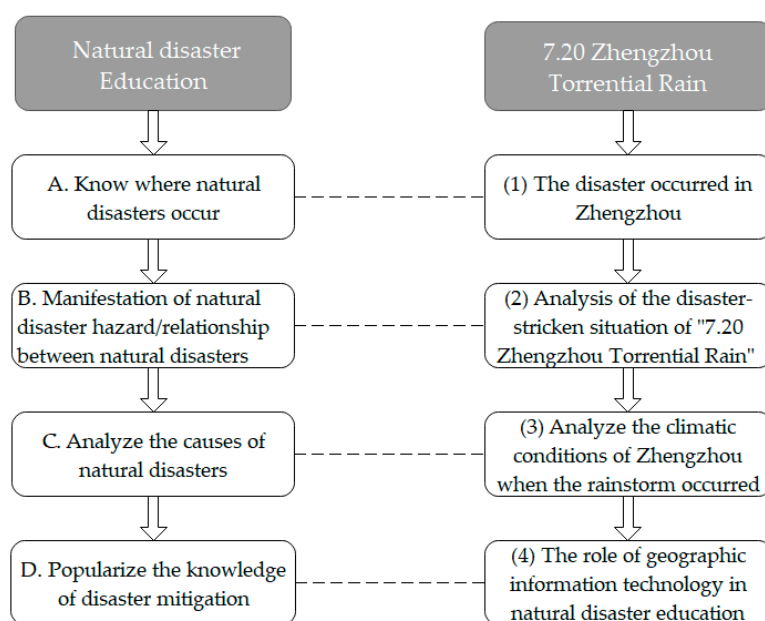 Natural disaster
Education
7.20 Zhengzhou
Torrential Rain
A. Know where natural
disasters occur
(1) The disaster occurred in
Zhengzhou
B. Manifestation of natural
disaster hazard/relationship
between natural disasters
(2) Analysis of the disaster-
stricken situation of "7.20
Zhengzhou Torrential Rain"
C. Analyze the causes of
natural disasters
(3) Analyze the climatic
conditions of Zhengzhou
when the rainstorm occurred
D. Popularize the knowledge
of disaster mitigation
(4) The role of geographic
information technology in
natural disaster education